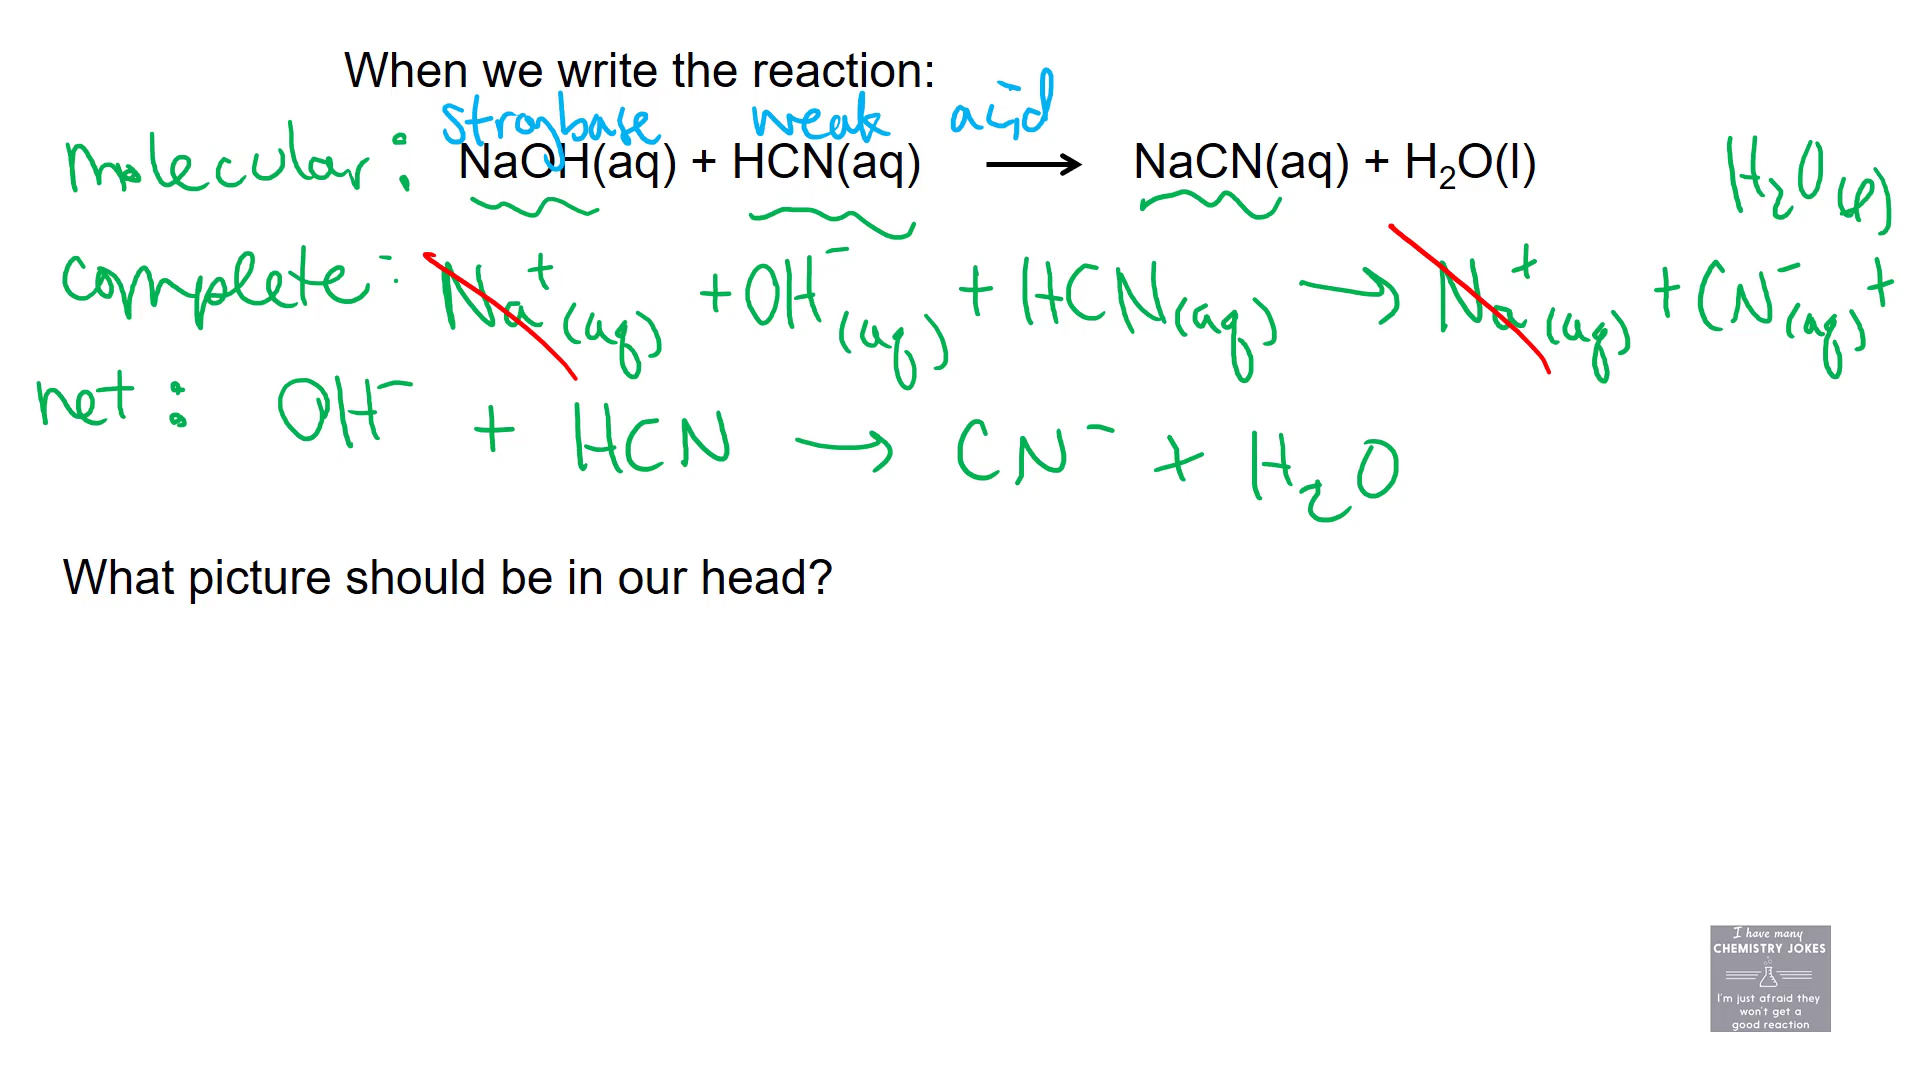 When we write the reaction:
strong base weak acid
molecular: NaOH(aq) + HCN(aq) ⟶ NaCN(aq) + H₂O(l)
complete: Na⁺(aq) + OH⁻(aq) + HCN(aq) → Na⁺(aq) + CN⁻(aq) + H₂O(l)
net: OH⁻ + HCN → CN⁻ + H₂O
What picture should be in our head?
I have many
CHEMISTRY JOKES
I'm just afraid they
won't get a
good reaction